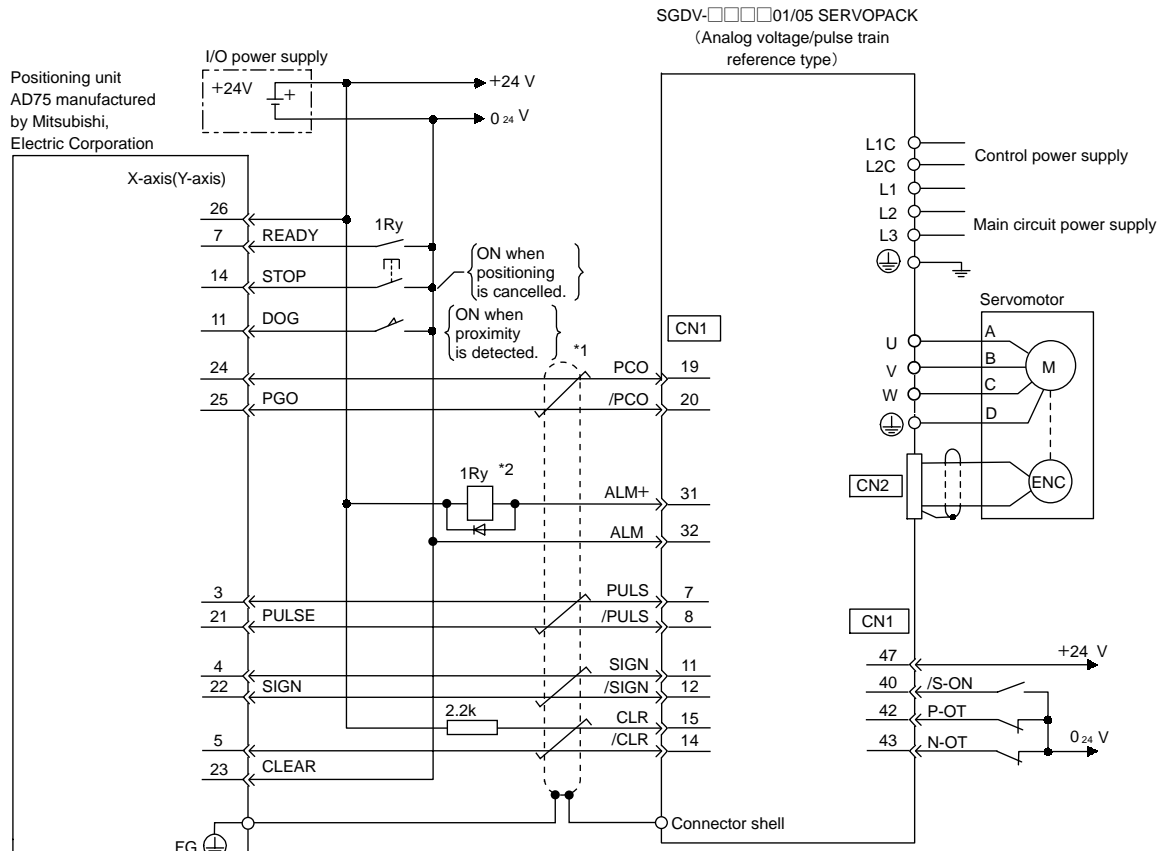 SGDV-□□□□01/05 SERVOPACK
(Analog voltage/pulse train
reference type)
I/O power supply
+24V
+
+24 V
0 24 V
Positioning unit
AD75 manufactured
by Mitsubishi,
Electric Corporation
X-axis(Y-axis)
26
7 READY 1Ry
14 STOP
ON when
positioning
is cancelled.
11 DOG
ON when
proximity
is detected.
*1
CN1
24 PCO 19
25 PGO /PCO 20
1Ry *2
ALM+ 31
ALM 32
3 PULS 7
21 PULSE /PULS 8
4 SIGN 11
22 SIGN /SIGN 12
2.2k CLR 15
5 /CLR 14
23 CLEAR
Connector shell
FG
L1C
L2C
Control power supply
L1
L2
L3
Main circuit power supply
Servomotor
U A
V B
W C
D
M
CN2
ENC
CN1
47 +24 V
40 /S-ON
42 P-OT
43 N-OT
0 24 V